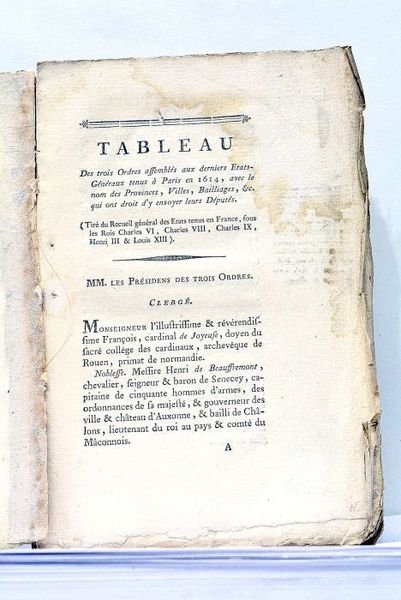 TABLEAU
Des trois Ordres aſſemblés aux derniers Etats-
Généraux tenus à Paris en 1614, avec le
nom des Provinces, Villes, Bailliages, &c.
qui ont droit d'y envoyer leurs Députés.
(Tiré du Recueil général des Etats tenus en France, ſous
les Rois Charles VI, Charles VIII, Charles IX,
Henri III & Louis XIII).
MM. LES PRÉSIDENS DES TROIS ORDRES.
CLERGÉ.
MONSEIGNEUR l'illuſtriſſime & révérendiſ-
ſime François, cardinal de Joyeuſe, doyen du
ſacré collége des cardinaux, archevêque de
Rouen, primat de normandie.
Nobleſſe. Meſſire Henri de Beauffremont,
chevalier, ſeigneur & baron de Senecey, ca-
pitaine de cinquante hommes d'armes, des
ordonnances de ſa majeſté, & gouverneur des
ville & château d'Auxonne, & bailli de Châ-
lons, lieutenant du roi au pays & comté du
Mâconnois.
A